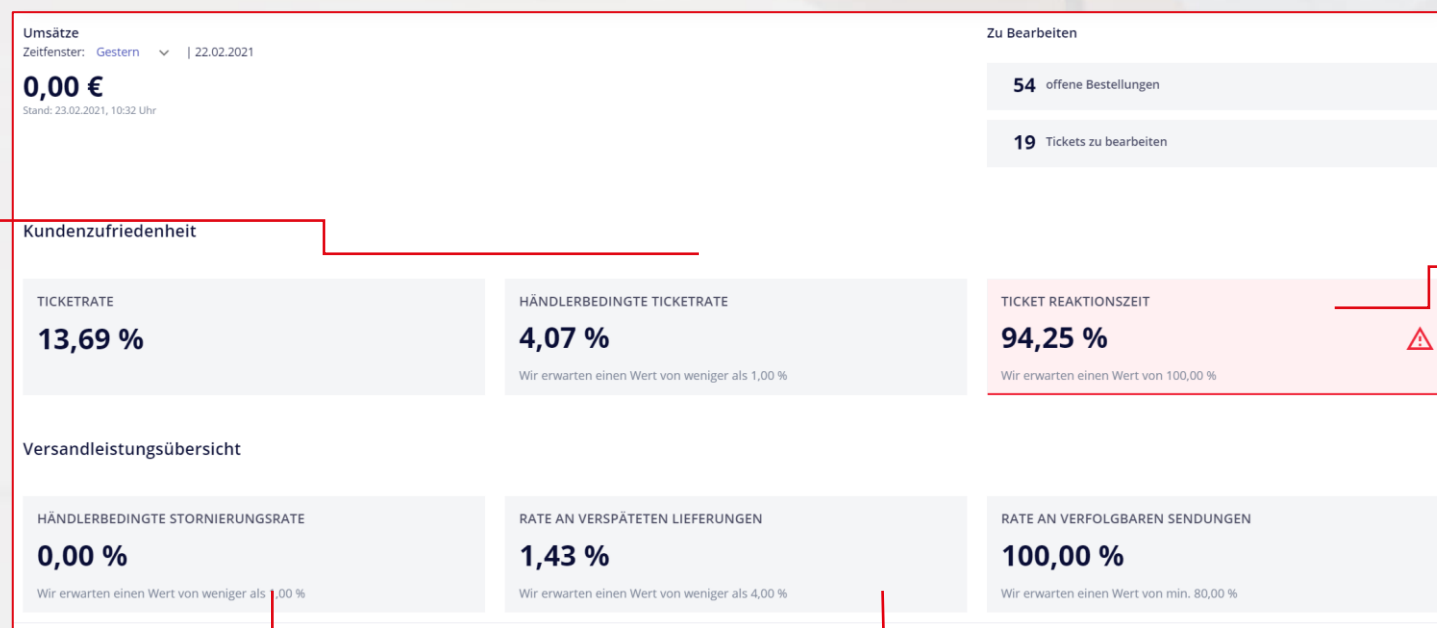 Umsätze
Zeitfenster: Gestern | 22.02.2021
0,00 €
Stand: 23.02.2021, 10:32 Uhr
Zu Bearbeiten
54 offene Bestellungen
19 Tickets zu bearbeiten
Kundenzufriedenheit
TICKETRATE
13,69 %
HÄNDLERBEDINGTE TICKETRATE
4,07 %
Wir erwarten einen Wert von weniger als 1,00 %
TICKET REAKTIONSZEIT
94,25 %
Wir erwarten einen Wert von 100,00 %
Versandleistungsübersicht
HÄNDLERBEDINGTE STORNIERUNGSRATE
0,00 %
Wir erwarten einen Wert von weniger als ,00 %
RATE AN VERSPÄTETEN LIEFERUNGEN
1,43 %
Wir erwarten einen Wert von weniger als 4,00 %
RATE AN VERFOLGBAREN SENDUNGEN
100,00 %
Wir erwarten einen Wert von min. 80,00 %